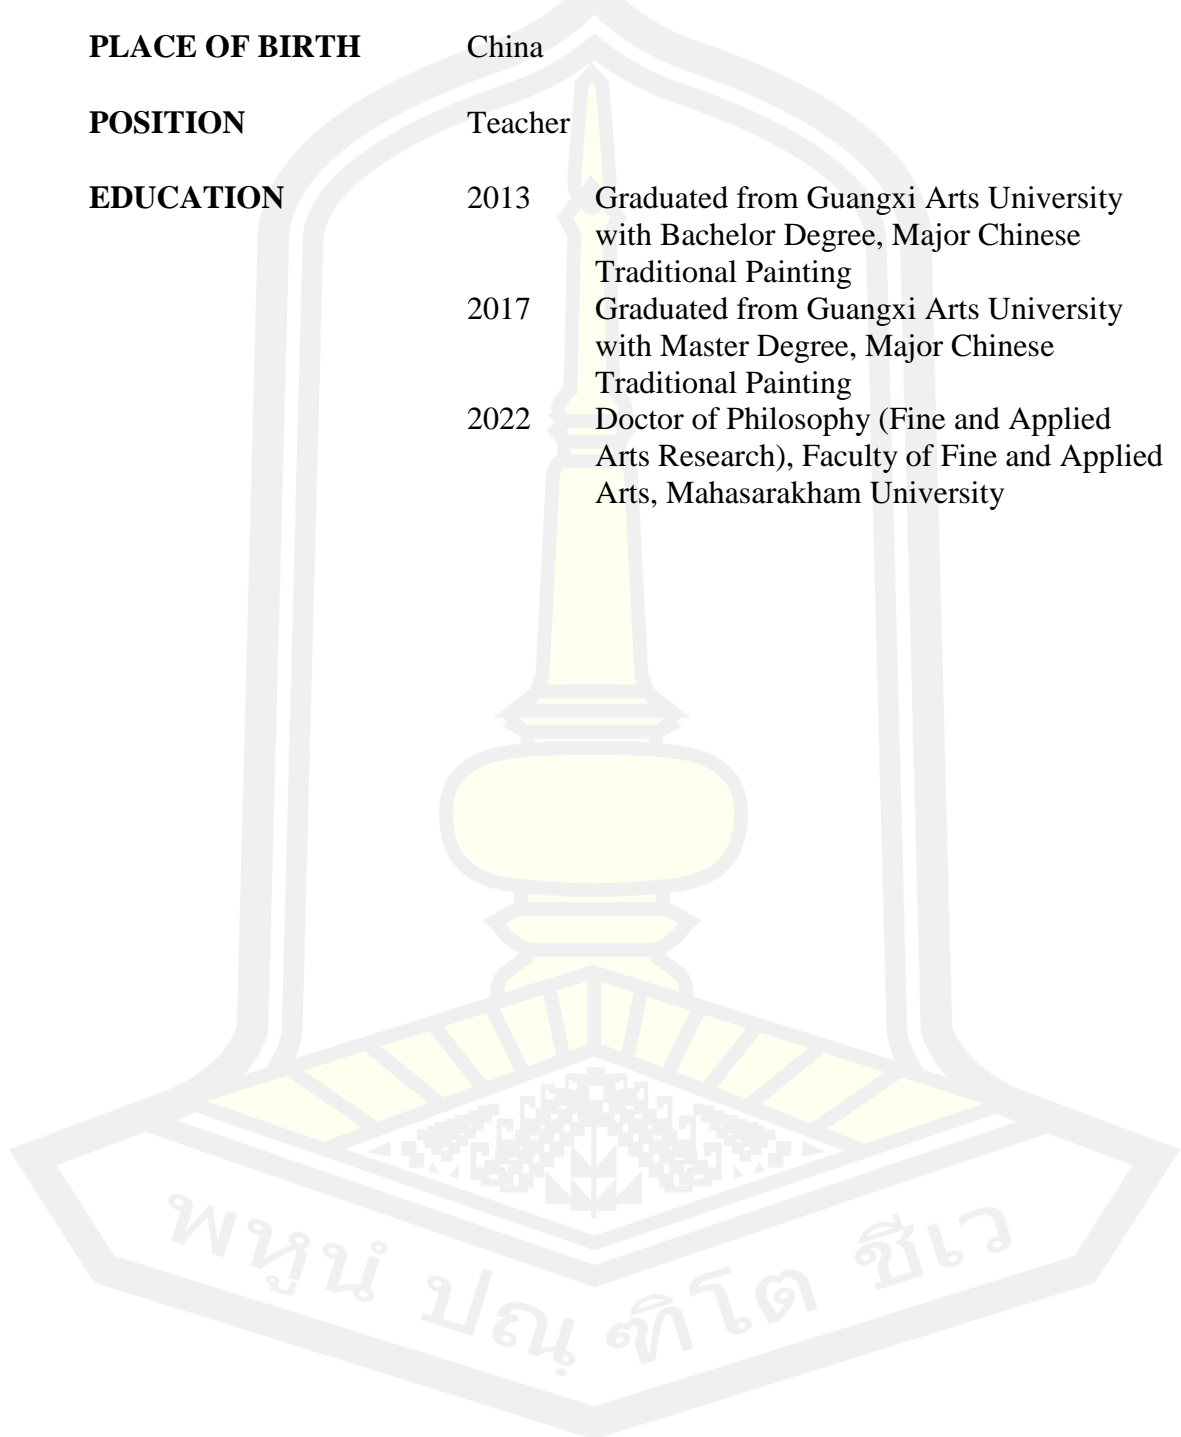 PLACE OF BIRTH China
POSITION Teacher
EDUCATION 2013 Graduated from Guangxi Arts University
with Bachelor Degree, Major Chinese
Traditional Painting
2017 Graduated from Guangxi Arts University
with Master Degree, Major Chinese
Traditional Painting
2022 Doctor of Philosophy (Fine and Applied
Arts Research), Faculty of Fine and Applied
Arts, Mahasarakham University
พหูนํ ปณฺ ฑิโต ชีเว